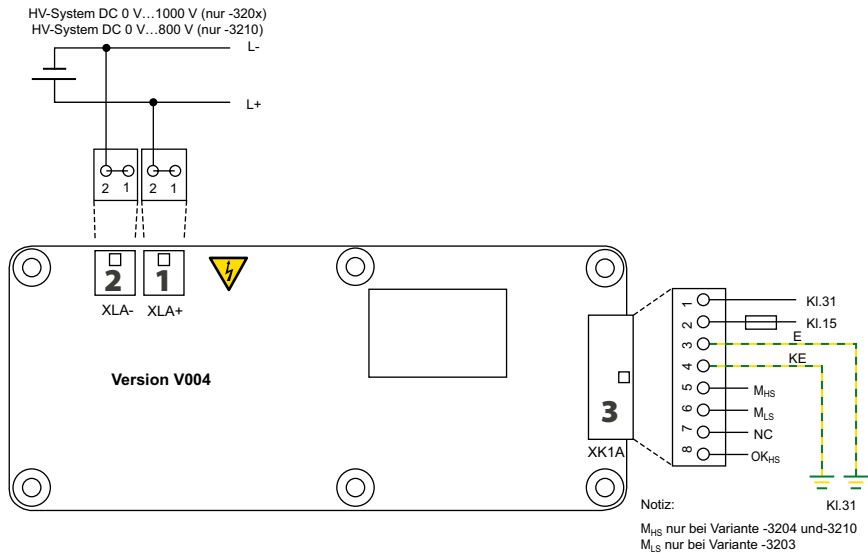 HV-System DC 0 V...1000 V (nur -320x)
HV-System DC 0 V...800 V (nur -3210)
L-
L+
2 1
2 1
2
1
XLA-
XLA+
Version V004
3
XK1A
1
Kl.31
2
Kl.15
3
E
4
KE
5
MHS
6
MLS
7
NC
8
OKHS
Kl.31
Notiz:
MHS nur bei Variante -3204 und-3210
MLS nur bei Variante -3203